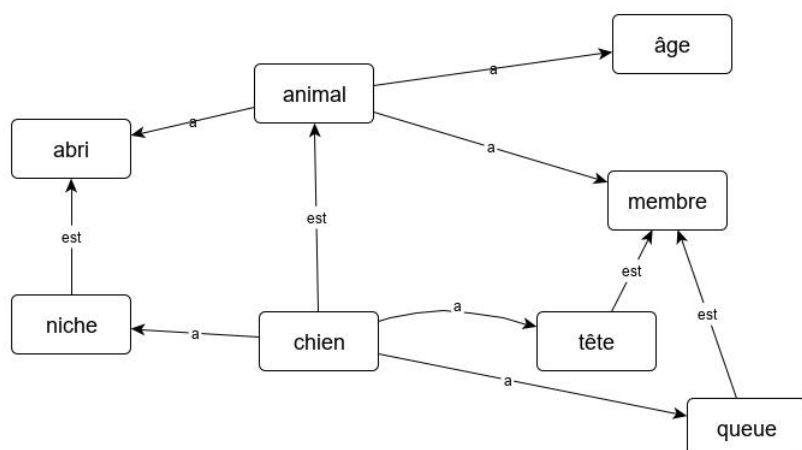 âge
a
animal
a
abri
a
membre
est
est
est
est
niche
a
chien
a
tête
a
queue